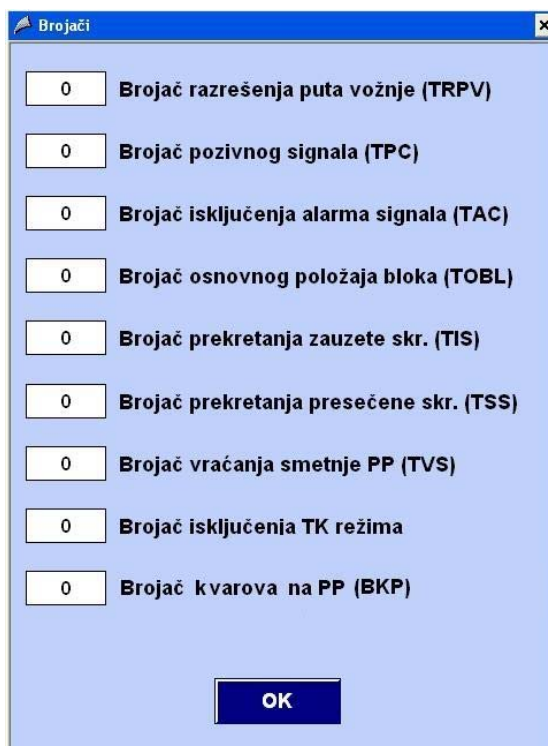 Brojači
0 Brojač razrešenja puta vožnje (TRPV)
0 Brojač pozivnog signala (TPC)
0 Brojač isključenja alarma signala (TAC)
0 Brojač osnovnog položaja bloka (TOBL)
0 Brojač prekretanja zauzete skr. (TIS)
0 Brojač prekretanja presečene skr. (TSS)
0 Brojač vraćanja smetnje PP (TVS)
0 Brojač isključenja TK režima
0 Brojač kvarova na PP (BKP)
OK